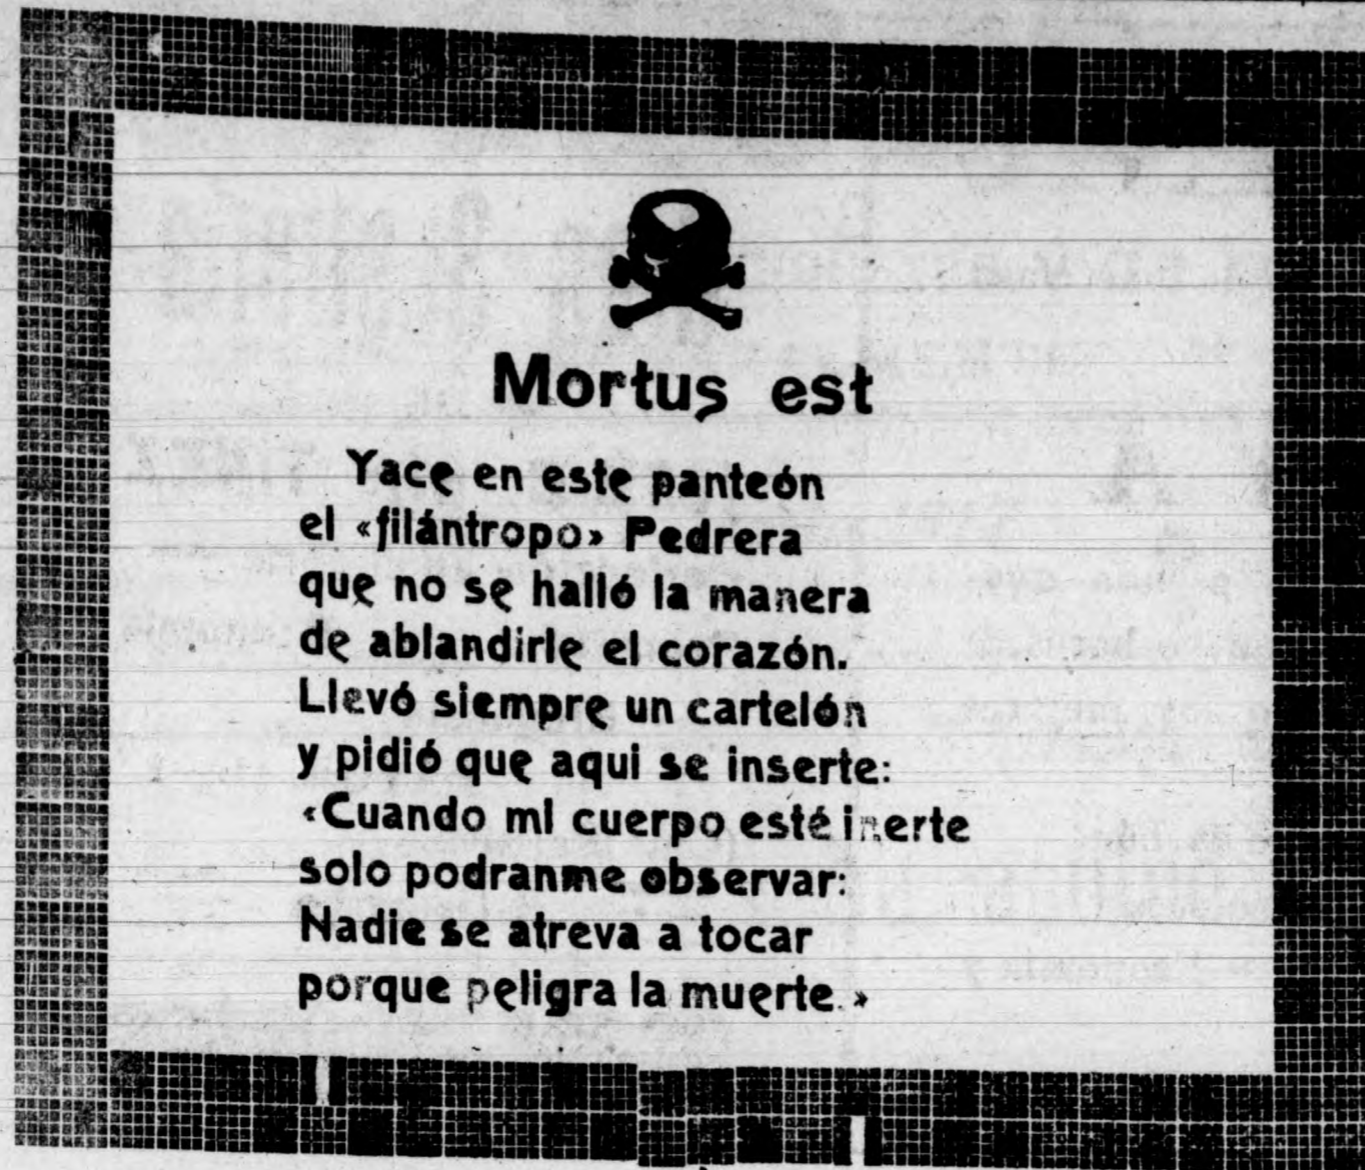 Mortus est
Yace en este panteón
el «filántropo» Pedrera
que no se halló la manera
de ablandirle el corazón.
Llevó siempre un cartelón
y pidió que aqui se inserte:
«Cuando mi cuerpo esté inerte
solo podranme observar:
Nadie se atreva a tocar
porque peligra la muerte.»